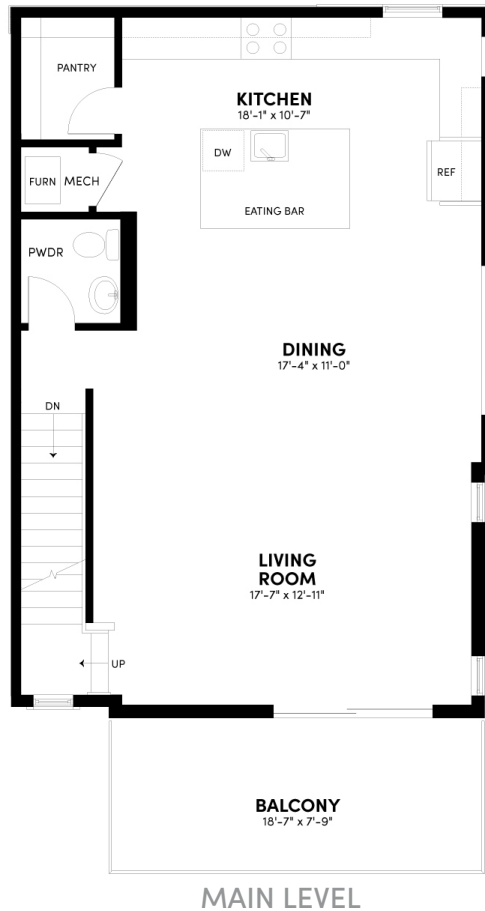 PANTRY
KITCHEN
18'-1" x 10'-7"
DW
REF
FURN
MECH
EATING BAR
PWDR
DINING
17'-4" x 11'-0"
DN
LIVING
ROOM
17'-7" x 12'-11"
UP
BALCONY
18'-7" x 7'-9"
MAIN LEVEL